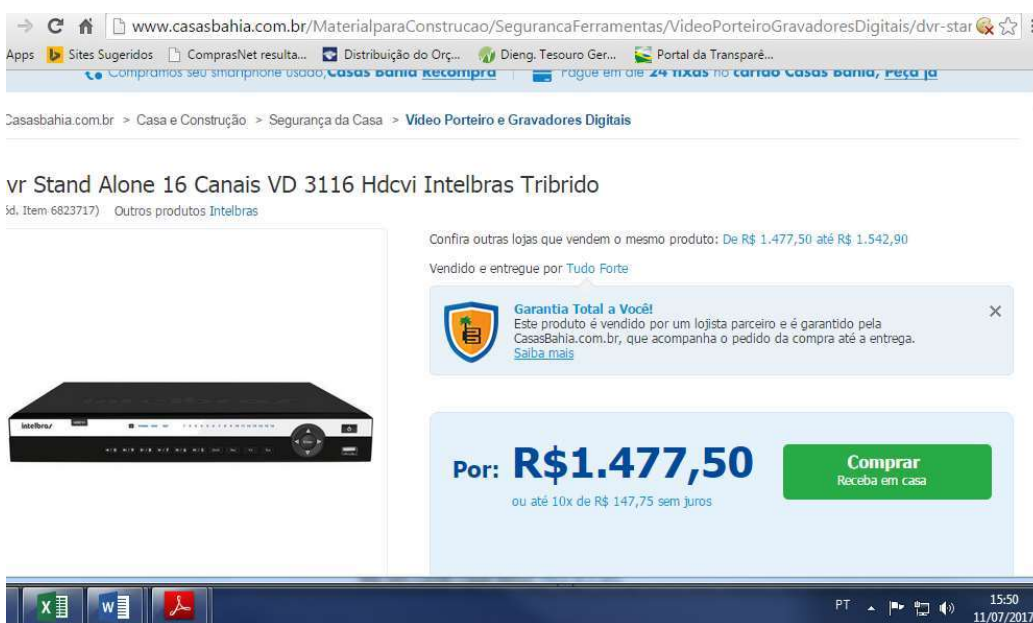 www.casasbahia.com.br/MaterialparaConstrucao/SegurancaFerramentas/VideoPorteiroGravadoresDigitais/dvr-star
Apps Sites Sugeridos ComprasNet resulta... Distribuição do Orç... Dieng. Tesouro Ger... Portal da Transparê...
Compramos seu smartphone usado, Casas Bahia Recompra Pague em até 24 fixas no cartão Casas Bahia, Peça já
Casasbahia.com.br > Casa e Construção > Segurança da Casa > Vídeo Porteiro e Gravadores Digitais
vr Stand Alone 16 Canais VD 3116 Hdcvi Intelbras Tribrido
ód. Item 6823717) Outros produtos Intelbras
Confira outras lojas que vendem o mesmo produto: De R$ 1.477,50 até R$ 1.542,90
Vendido e entregue por Tudo Forte
Garantia Total a Você!
Este produto é vendido por um lojista parceiro e é garantido pela
CasasBahia.com.br, que acompanha o pedido da compra até a entrega.
Saiba mais
intelbras
Por: R$1.477,50
ou até 10x de R$ 147,75 sem juros
Comprar
Receba em casa
PT
15:50
11/07/2017